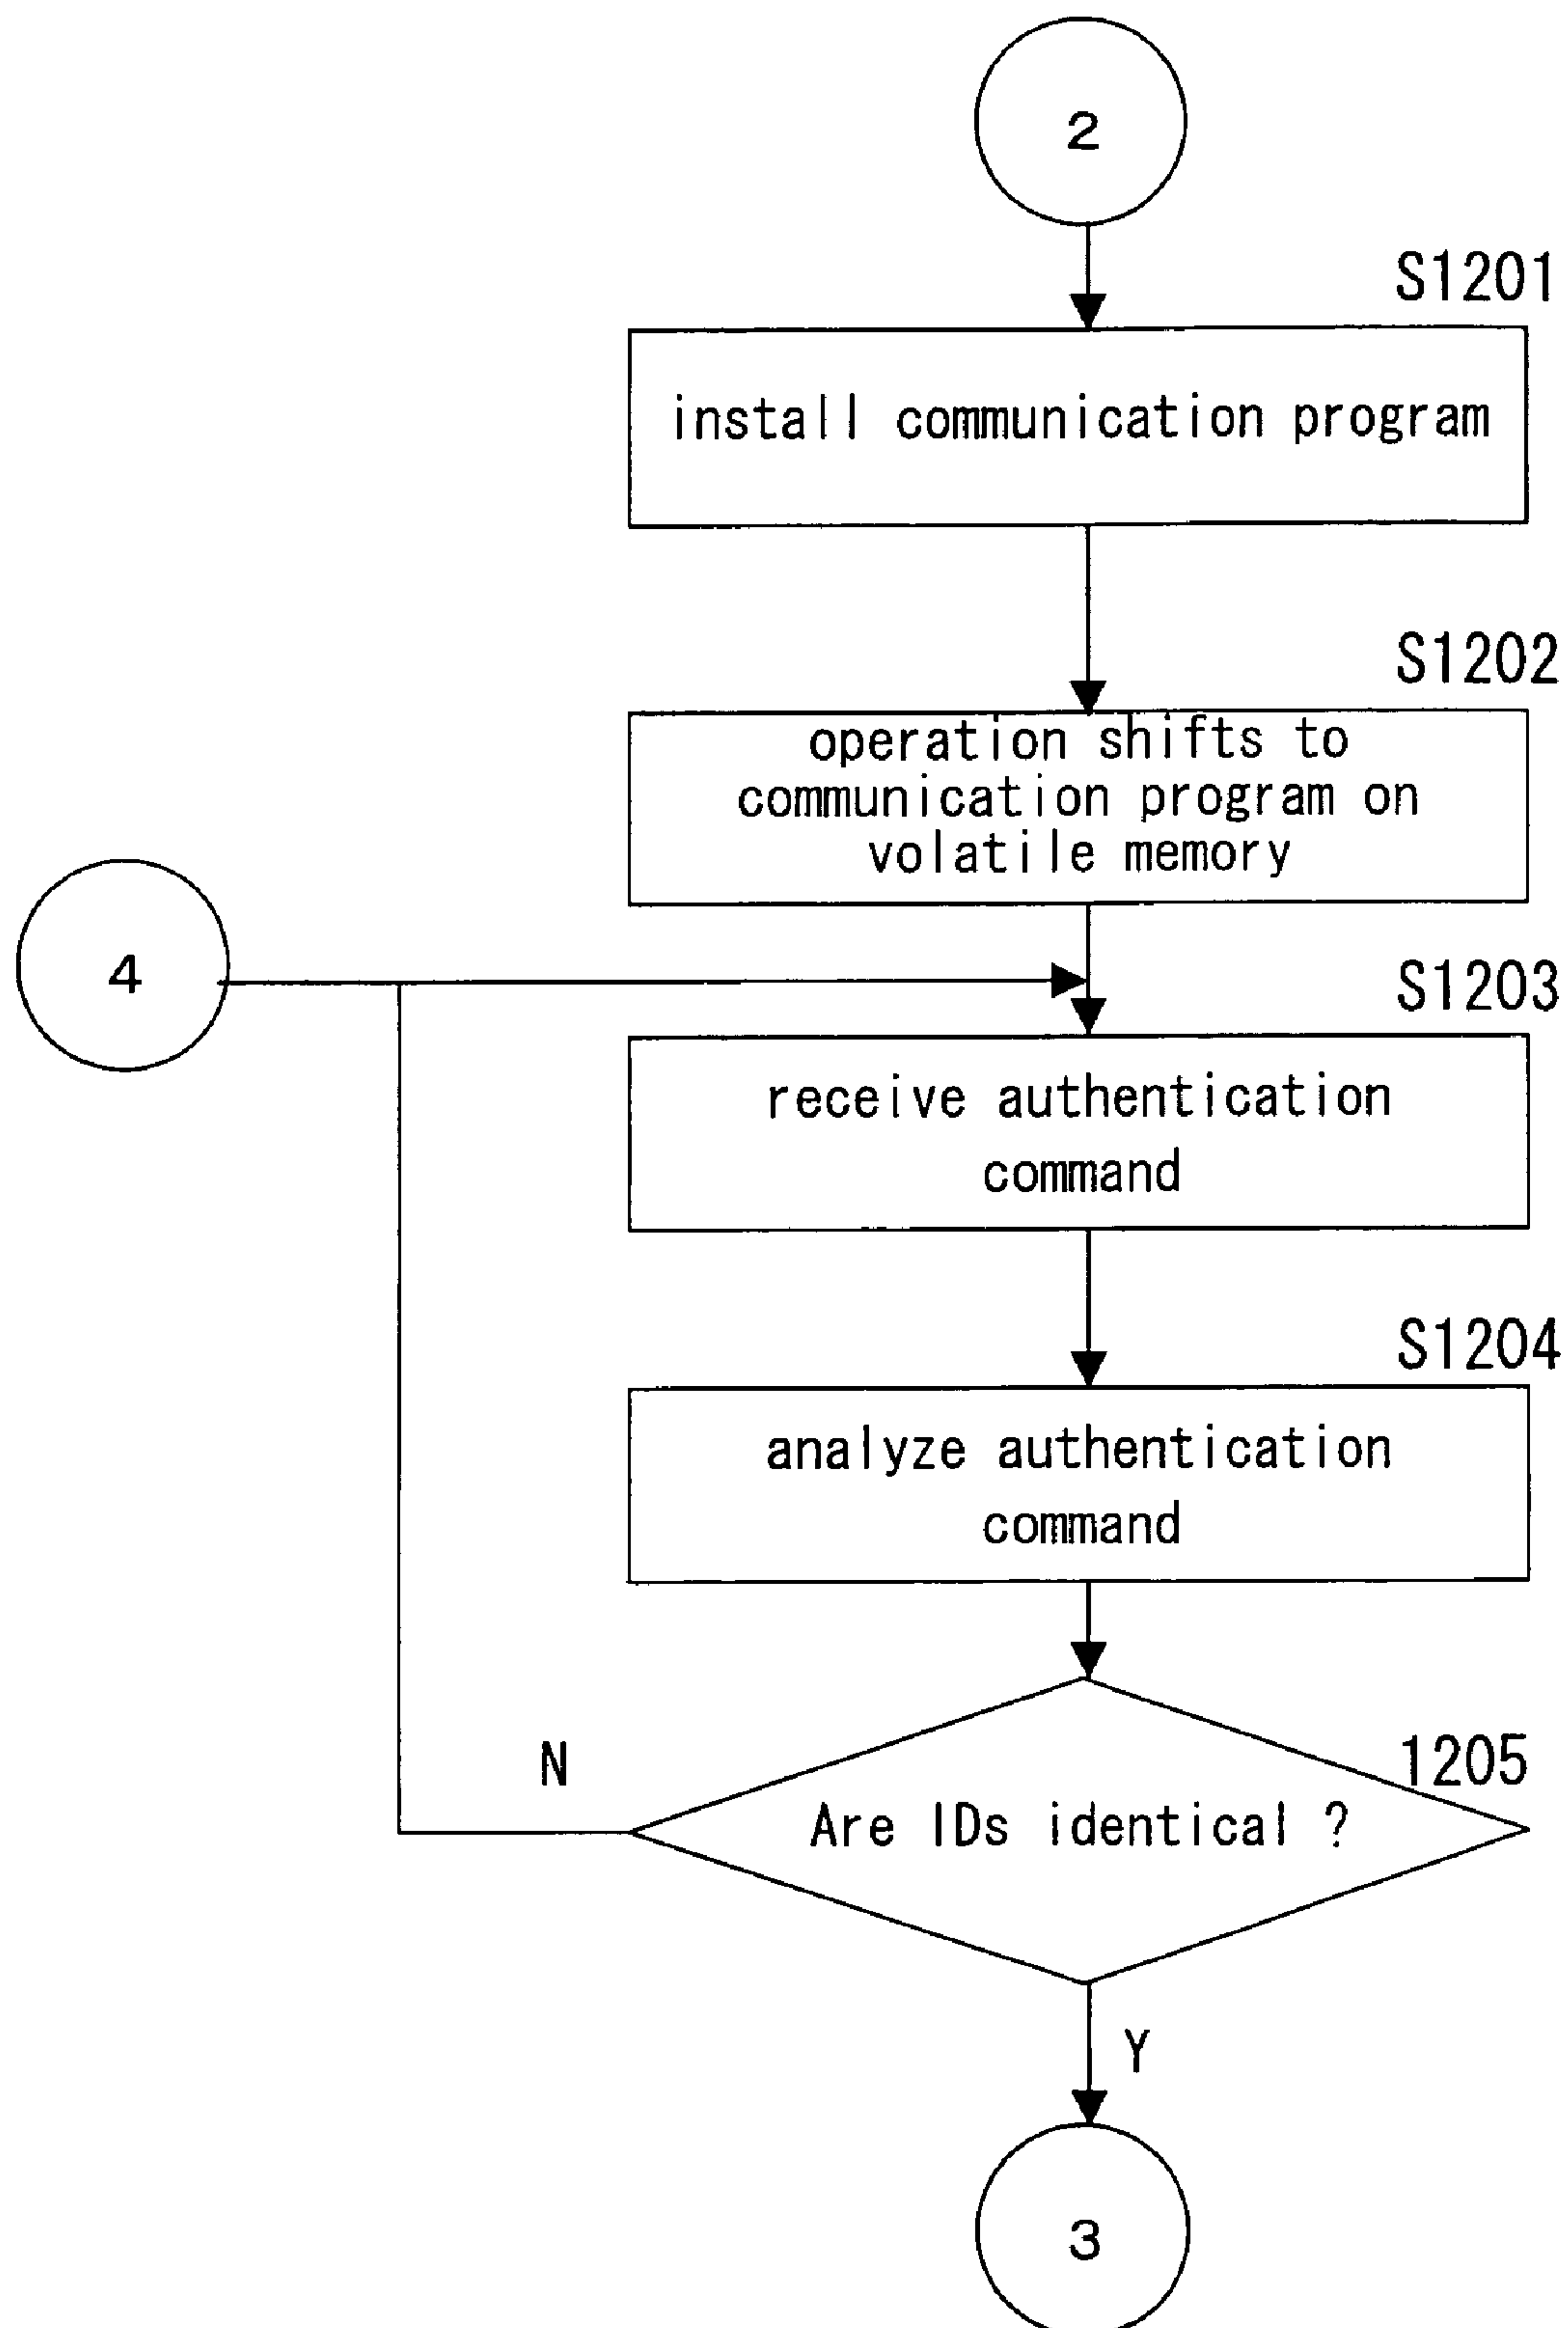 2
S1201
install communication program
S1202
operation shifts to
communication program on
volatile memory
4
S1203
receive authentication
command
S1204
analyze authentication
command
N
1205
Are IDs identical ?
Y
3